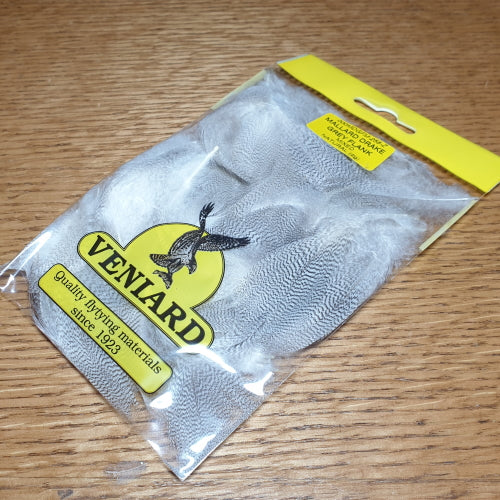 MALLARD DRAKE
GREY FLANK
VENIARD
Quality flytying materials
since 1923